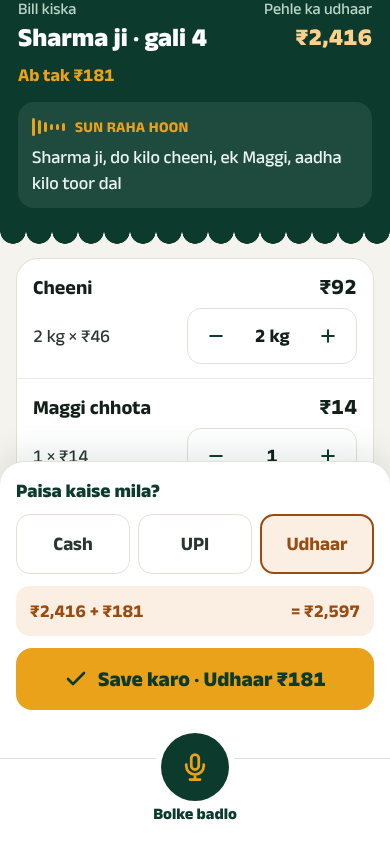 Bill kiska
Pehle ka udhaar
Sharma ji · gali 4
₹2,416
Ab tak ₹181
SUN RAHA HOON
Sharma ji, do kilo cheeni, ek Maggi, aadha
kilo toor dal
Cheeni
₹92
2 kg × ₹46
− 2 kg +
Maggi chhota
₹14
1 × ₹14
− 1 +
Paisa kaise mila?
Cash
UPI
Udhaar
₹2,416 + ₹181
= ₹2,597
Save karo · Udhaar ₹181
Bolke badlo